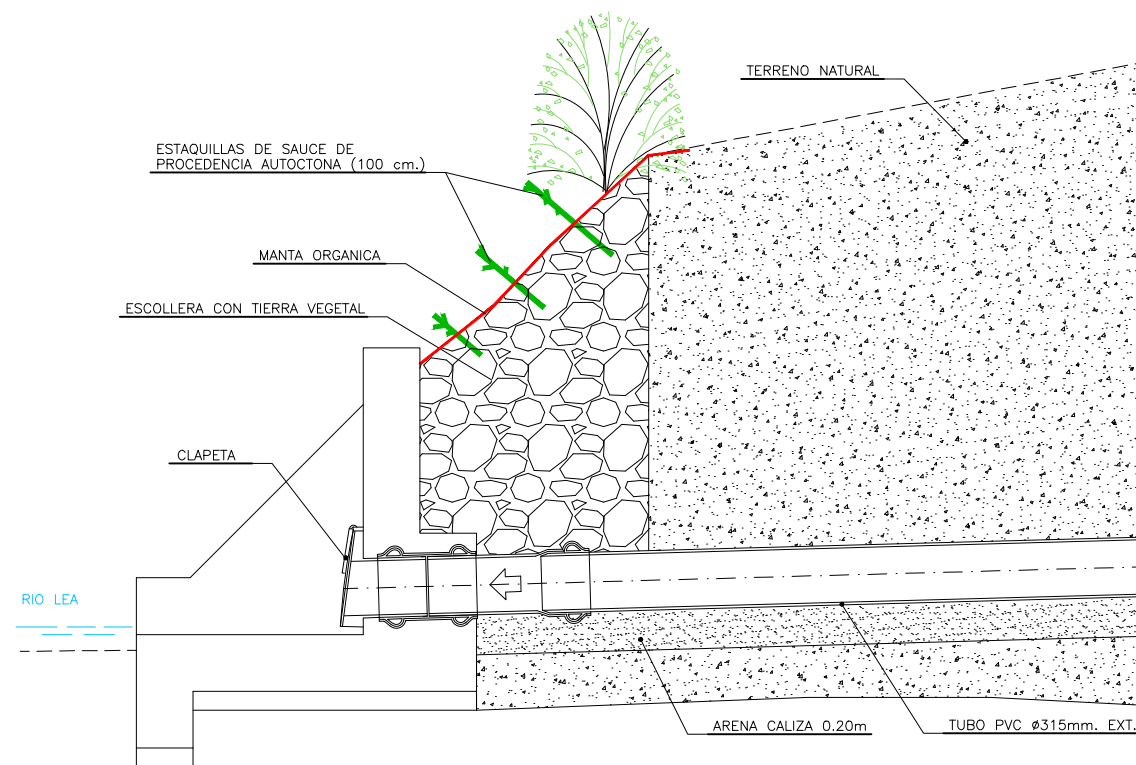 TERRENO NATURAL
ESTAQUILLAS DE SAUCE DE
PROCEDENCIA AUTOCTONA (100 cm.)
MANTA ORGANICA
ESCOLLERA CON TIERRA VEGETAL
CLAPETA
RIO LEA
ARENA CALIZA 0.20m
TUBO PVC Ø315mm. EXT.